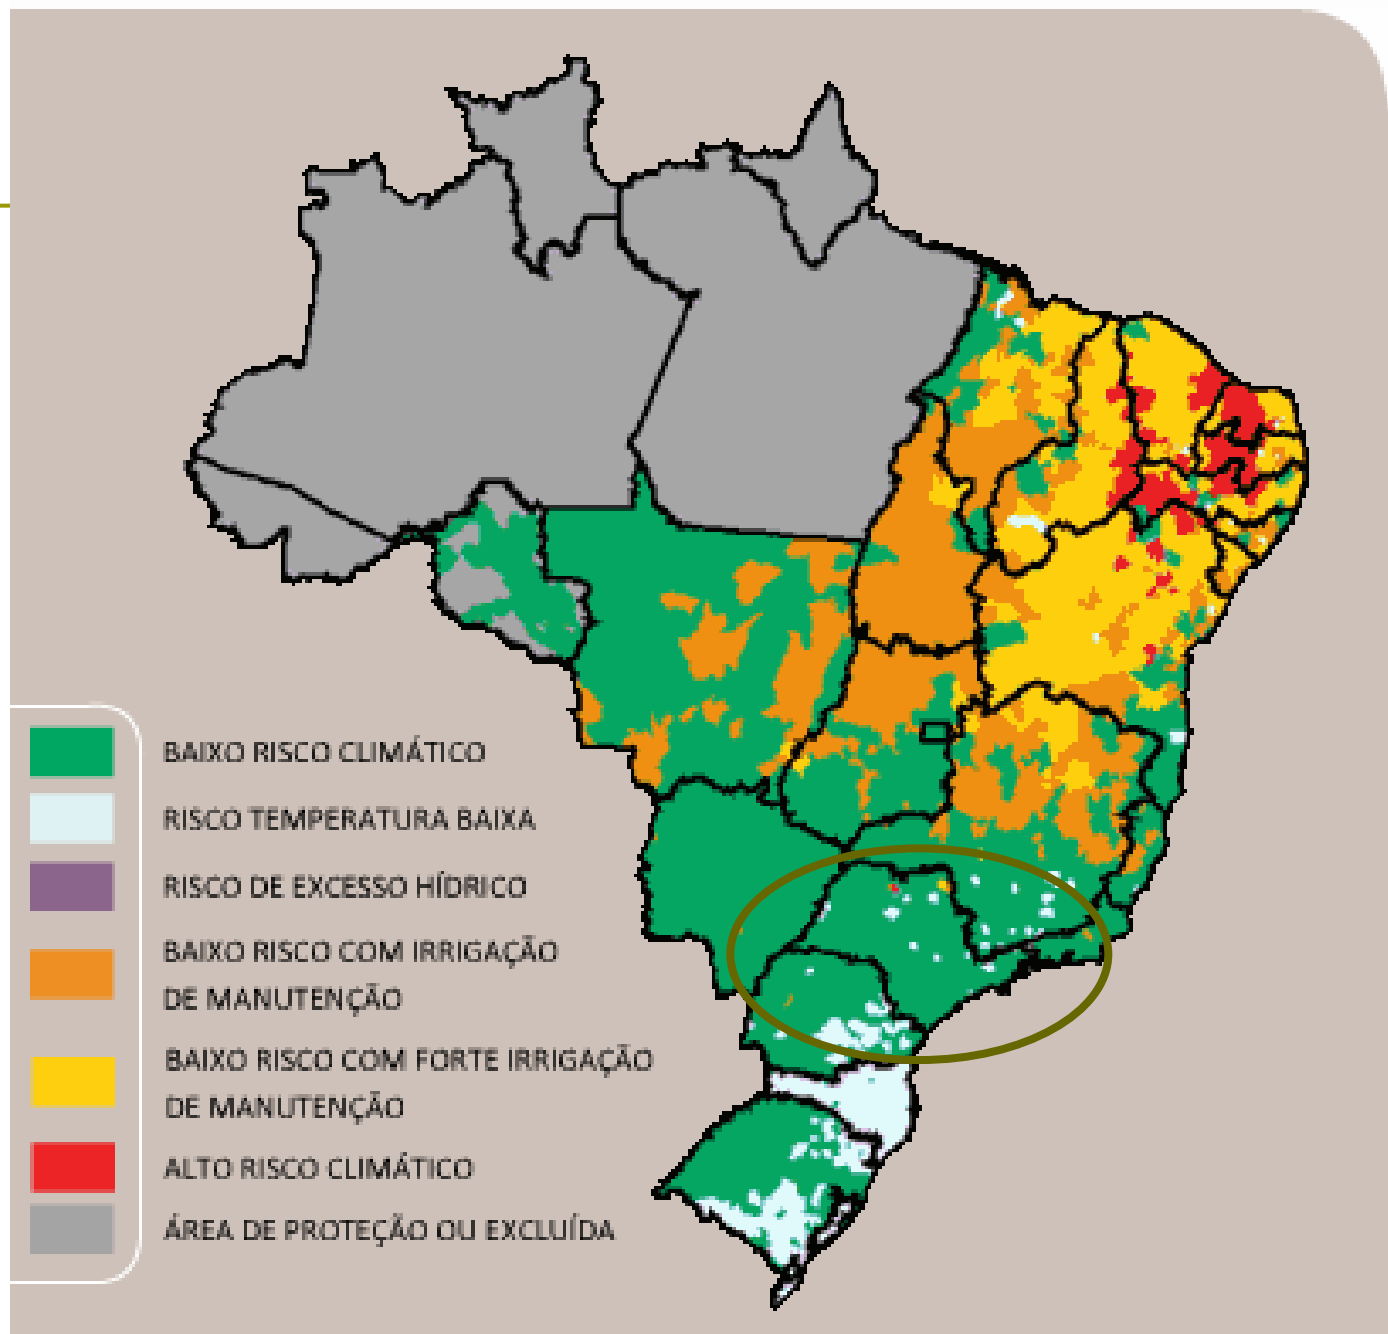 BAIXO RISCO CLIMÁTICO
RISCO TEMPERATURA BAIXA
RISCO DE EXCESSO HÍDRICO
BAIXO RISCO COM IRRIGAÇÃO
DE MANUTENÇÃO
BAIXO RISCO COM FORTE IRRIGAÇÃO
DE MANUTENÇÃO
ALTO RISCO CLIMÁTICO
ÁREA DE PROTEÇÃO OU EXCLUÍDA